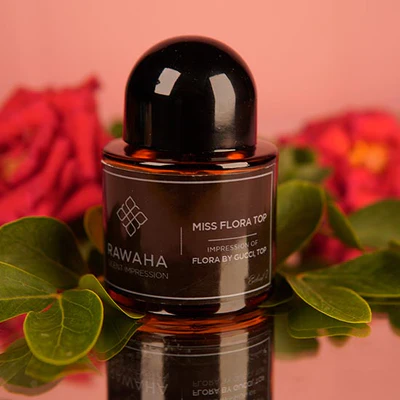 RAWAHA
SCENT IMPRESSION
MISS FLORA TOP
IMPRESSION OF
FLORA BY GUCCI, TOP